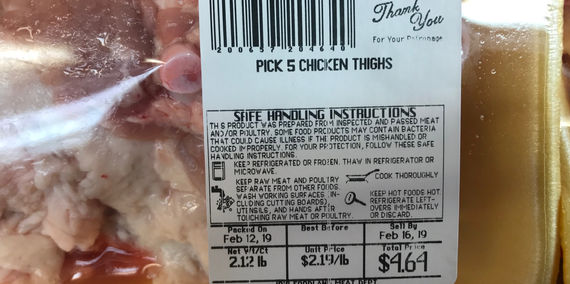 Thank You
For Your Patronage
200657 204640
PICK 5 CHICKEN THIGHS
SAFE HANDLING INSTRUCTIONS
THIS PRODUCT WAS PREPARED FROM INSPECTED AND PASSED MEAT
AND/OR POULTRY. SOME FOOD PRODUCTS MAY CONTAIN BACTERIA
THAT COULD CAUSE ILLNESS IF THE PRODUCT IS MISHANDLED OR
COOKED IMPROPERLY. FOR YOUR PROTECTION, FOLLOW THESE SAFE
HANDLING INSTRUCTIONS.
KEEP REFRIGERATED OR FROZEN. THAW IN REFRIGERATOR OR
MICROWAVE.
KEEP RAW MEAT AND POULTRY
SEPARATE FROM OTHER FOODS.
WASH WORKING SURFACES (IN-
CLUDING CUTTING BOARDS),
UTENSILS, AND HANDS AFTER
TOUCHING RAW MEAT OR POULTRY.
COOK THOROUGHLY
KEEP HOT FOODS HOT.
REFRIGERATE LEFT-
OVERS IMMEDIATELY
OR DISCARD.
Packed On Best Before Sell By
Feb 12, 19 Feb 16, 19
Net Wt/Ct Unit Price Total Price
2.12 lb $2.19/lb $4.64
MEAT DEPT